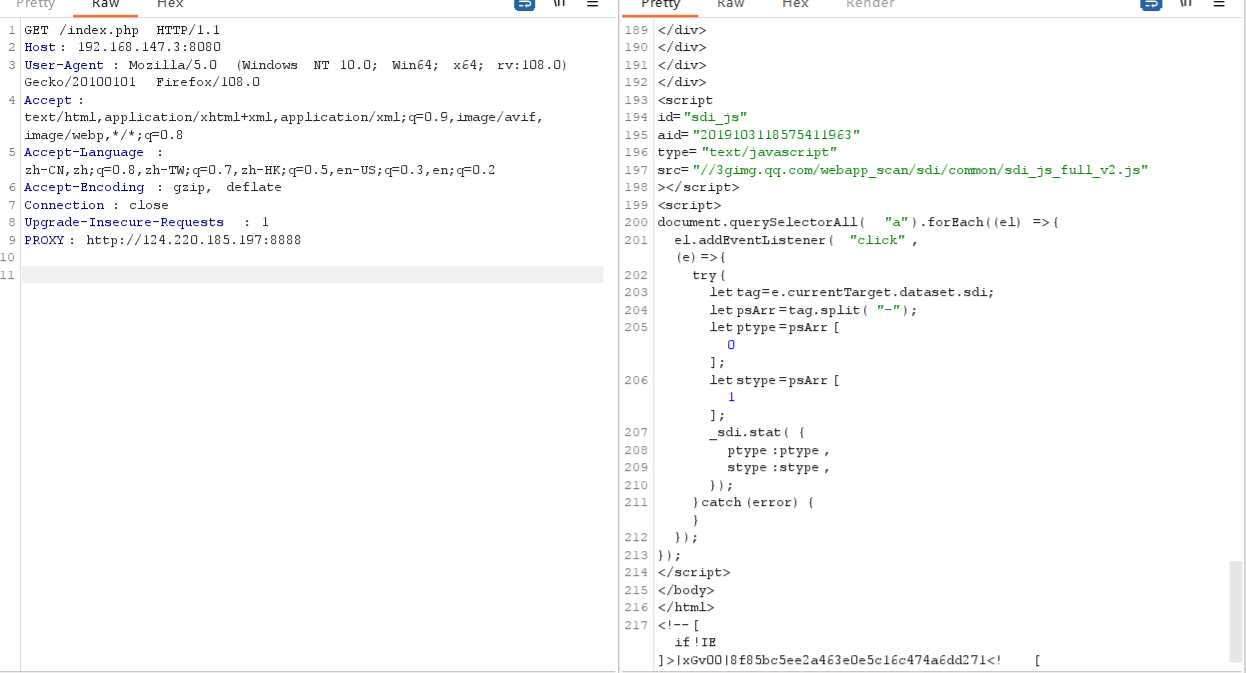 Pretty Raw Hex
\n
1 GET /index.php HTTP/1.1
2 Host: 192.168.147.3:8080
3 User-Agent: Mozilla/5.0 (Windows NT 10.0; Win64; x64; rv:108.0)
Gecko/20100101 Firefox/108.0
4 Accept:
text/html,application/xhtml+xml,application/xml;q=0.9,image/avif,
image/webp,*/*;q=0.8
5 Accept-Language :
zh-CN,zh;q=0.8,zh-TW;q=0.7,zh-HK;q=0.5,en-US;q=0.3,en;q=0.2
6 Accept-Encoding : gzip, deflate
7 Connection : close
8 Upgrade-Insecure-Requests : 1
9 PROXY: http://124.220.185.197:8888
10
11
Pretty Raw Hex Render
\n
189 </div>
190 </div>
191 </div>
192 </div>
193 <script
194 id="sdi_js"
195 aid="2019103118575411963"
196 type="text/javascript"
197 src="//3gimg.qq.com/webapp_scan/sdi/common/sdi_js_full_v2.js"
198 ></script>
199 <script>
200 document.querySelectorAll( "a").forEach((el) =>{
201 el.addEventListener( "click",
(e)=>{
202 try{
203 let tag=e.currentTarget.dataset.sdi;
204 let psArr=tag.split( "-");
205 let ptype=psArr[
0
];
206 let stype=psArr[
1
];
207 _sdi.stat( {
208 ptype:ptype,
209 stype:stype,
210 });
211 }catch(error) {
}
212 });
213 });
214 </script>
215 </body>
216 </html>
217 <!--[
if !IE
]>|xGv00|8f85bc5ee2a463e0e5c16c474a6dd271<! [